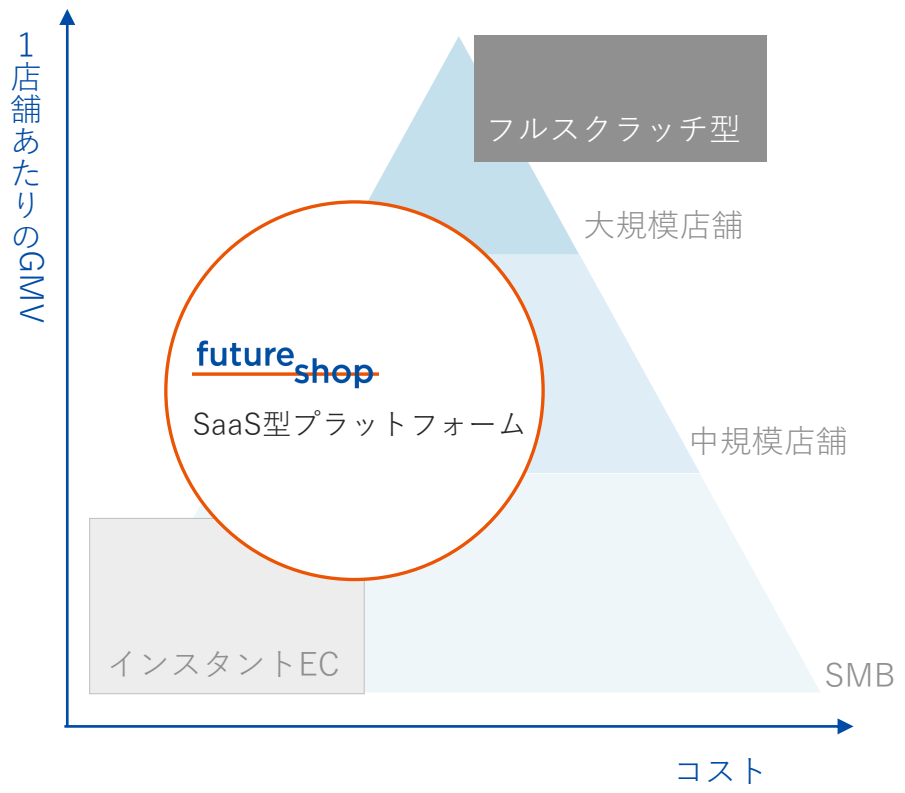 1店舗あたりのGMV
フルスクラッチ型
大規模店舗
future
shop
SaaS型プラットフォーム
中規模店舗
インスタントEC
SMB
コスト